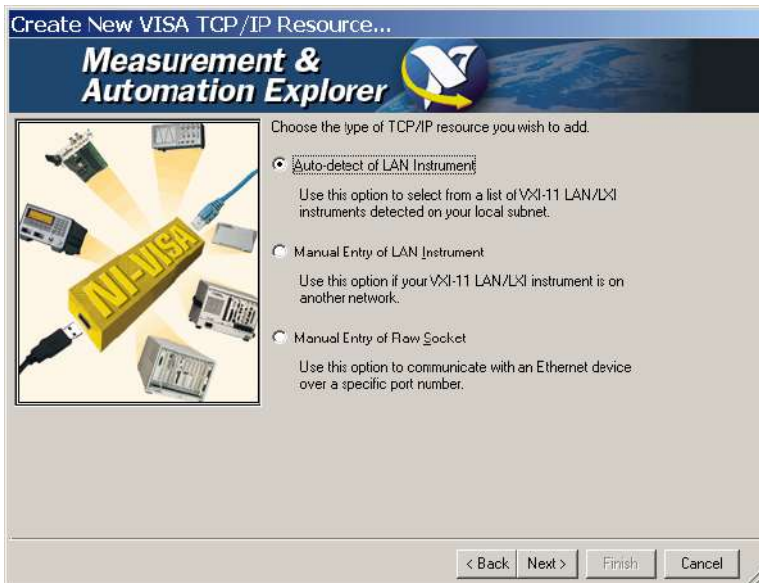 Create New VISA TCP/IP Resource...
Measurement &
Automation Explorer
NI-VISA
Choose the type of TCP/IP resource you wish to add.
Auto-detect of LAN Instrument
Use this option to select from a list of VXI-11 LAN/LXI
instruments detected on your local subnet.
Manual Entry of LAN Instrument
Use this option if your VXI-11 LAN/LXI instrument is on
another network.
Manual Entry of Raw Socket
Use this option to communicate with an Ethernet device
over a specific port number.
< Back
Next >
Finish
Cancel